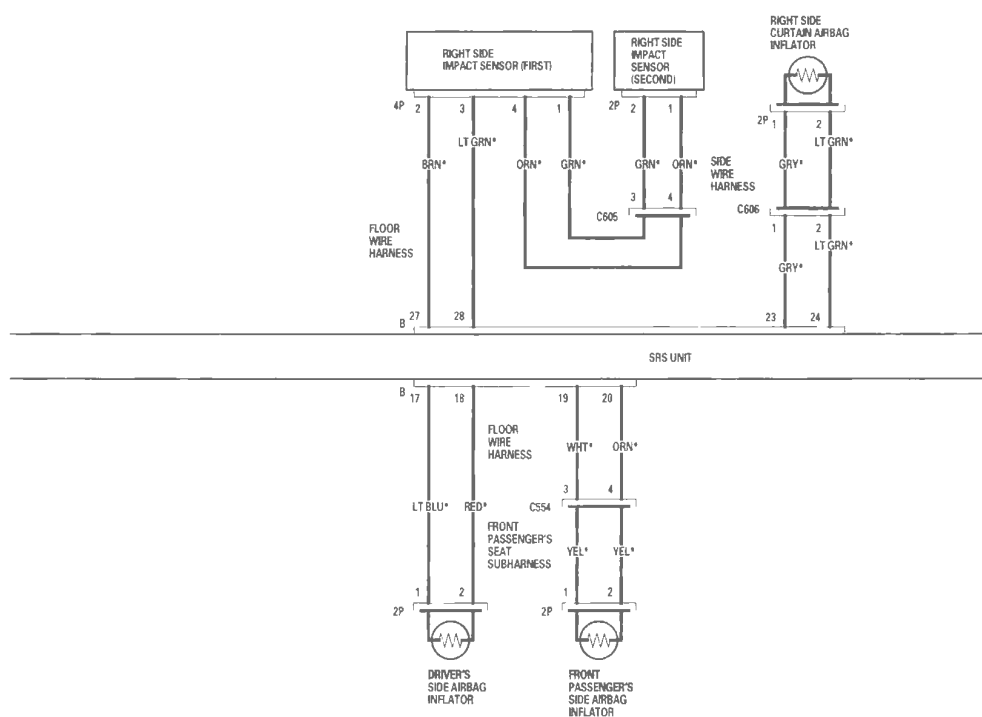 RIGHT SIDE
CURTAIN AIRBAG
INFLATOR
RIGHT SIDE
IMPACT SENSOR (FIRST)
RIGHT SIDE
IMPACT
SENSOR
(SECOND)
4P 2 3 4 1 2P 2 1
2P 1 2
LT GRN* LT GRN*
BRN* ORN* GRN* GRN* ORN* GRY*
SIDE
WIRE
HARNESS
3 4
C605
C606
1 2
FLOOR
WIRE
HARNESS
LT GRN*
GRY*
B 27 28 23 24
SRS UNIT
B 17 18 19 20
FLOOR
WIRE
HARNESS
WHT* ORN*
3 4
C554
LT BLU* RED*
FRONT
PASSENGER'S
SEAT
SUBHARNESS
YEL* YEL*
1 2 1 2
2P 2P
DRIVER'S
SIDE AIRBAG
INFLATOR
FRONT
PASSENGER'S
SIDE AIRBAG
INFLATOR